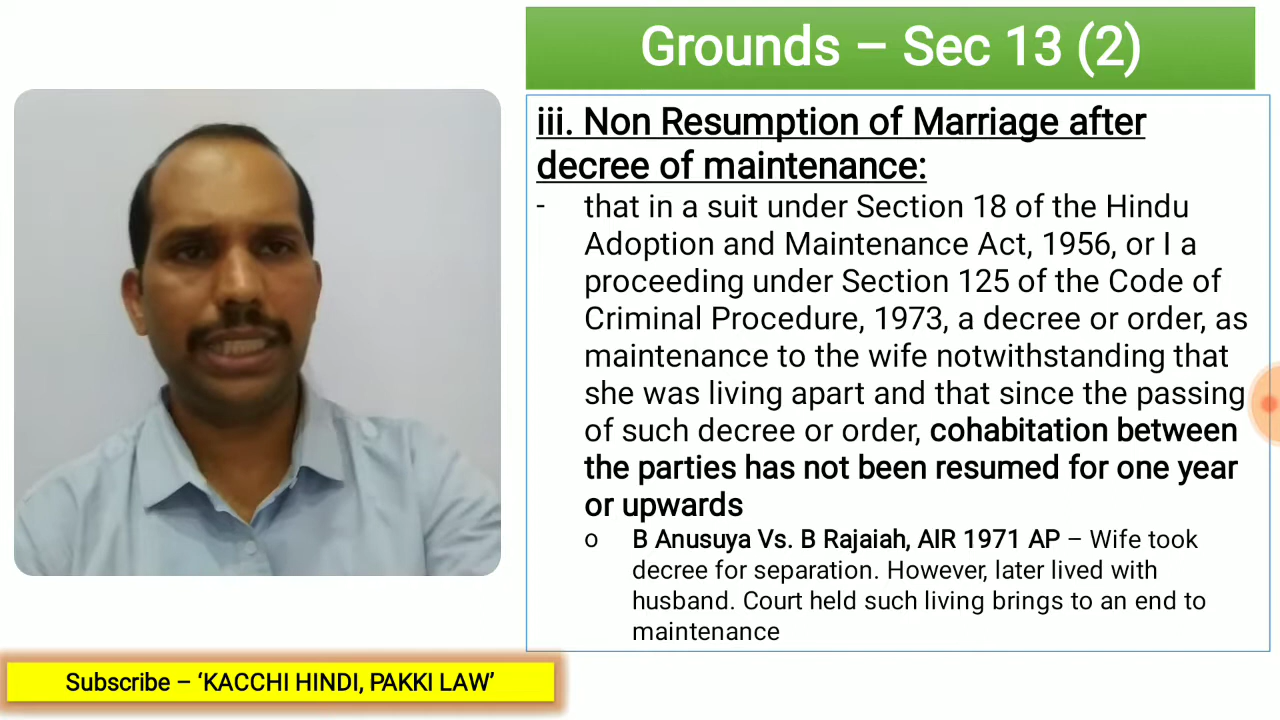 Grounds – Sec 13 (2)
iii. Non Resumption of Marriage after
decree of maintenance:
- that in a suit under Section 18 of the Hindu
Adoption and Maintenance Act, 1956, or I a
proceeding under Section 125 of the Code of
Criminal Procedure, 1973, a decree or order, as
maintenance to the wife notwithstanding that
she was living apart and that since the passing
of such decree or order, cohabitation between
the parties has not been resumed for one year
or upwards
o B Anusuya Vs. B Rajaiah, AIR 1971 AP – Wife took
decree for separation. However, later lived with
husband. Court held such living brings to an end to
maintenance
Subscribe – ‘KACCHI HINDI, PAKKI LAW’